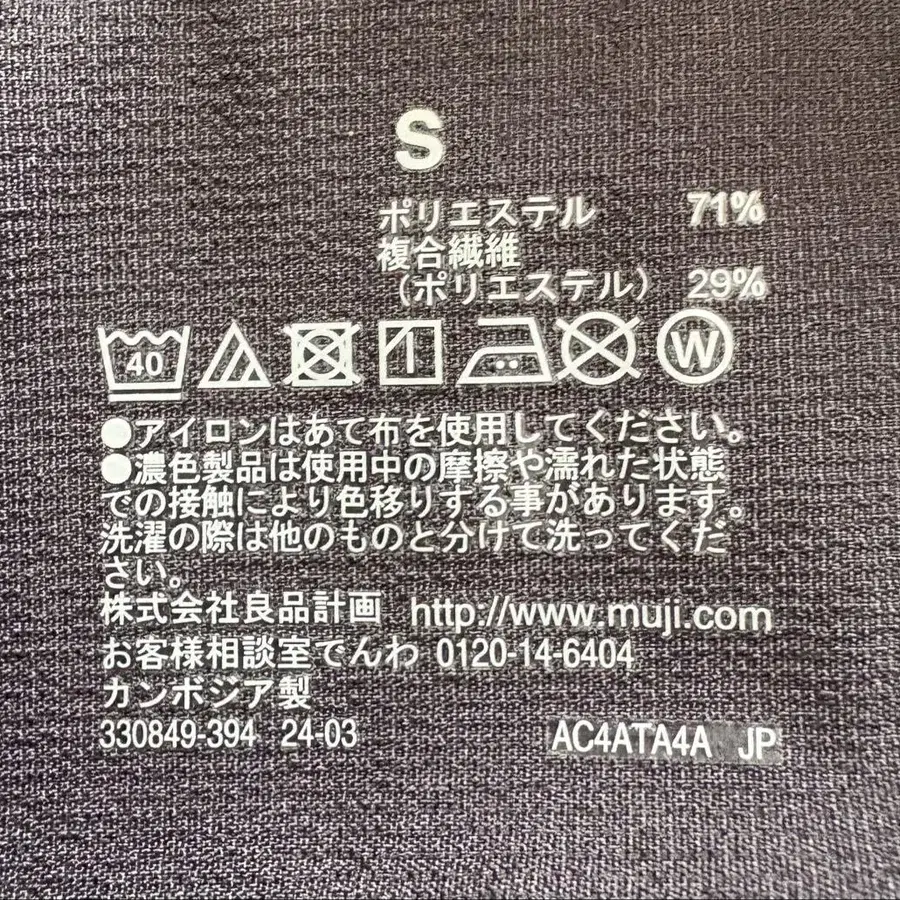 S
ポリエステル 71%
複合繊維
(ポリエステル) 29%
40 W
●アイロンはあて布を使用してください。
●濃色製品は使用中の摩擦や濡れた状態
での接触により色移りする事があります。
洗濯の際は他のものと分けて洗ってくだ
さい。
株式会社良品計画 http://www.muji.com
お客様相談室でんわ 0120-14-6404
カンボジア製
330849-394 24-03 AC4ATA4A JP